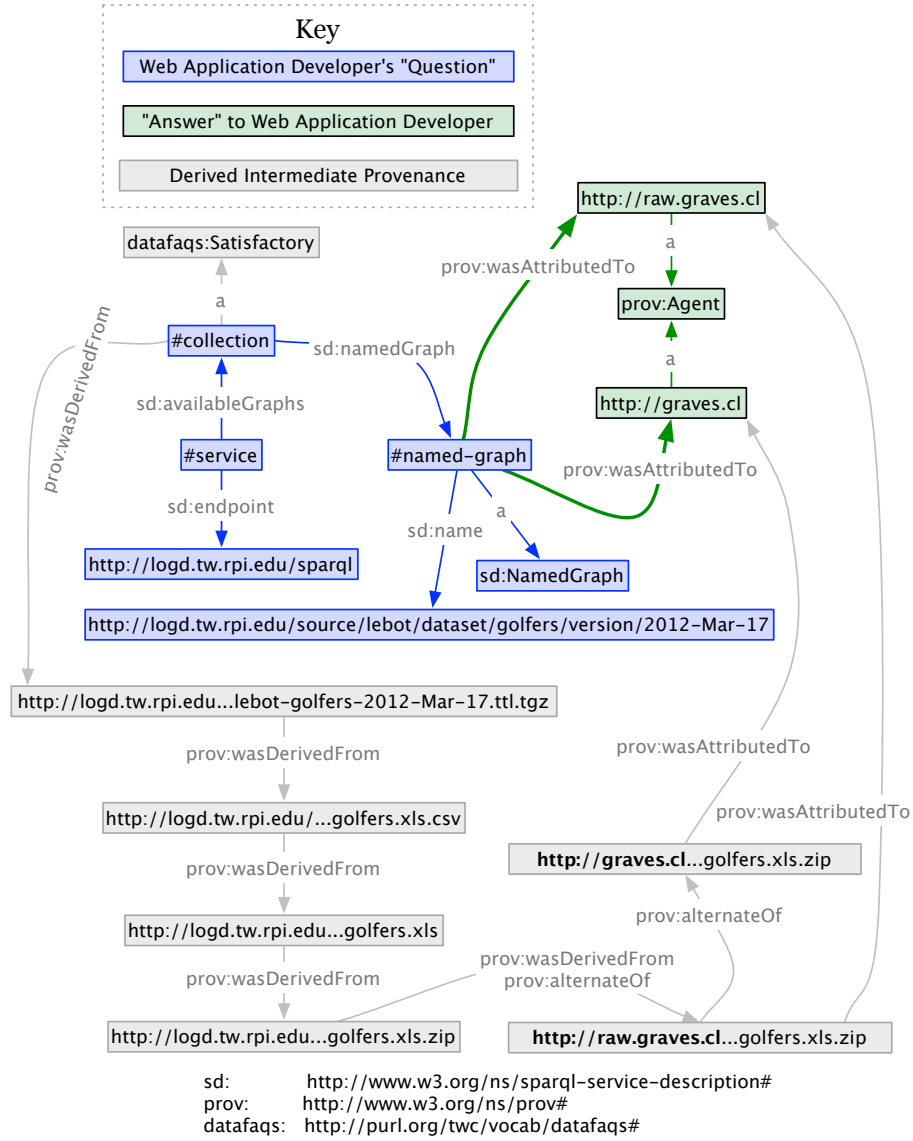 Key
Web Application Developer's "Question"
"Answer" to Web Application Developer
Derived Intermediate Provenance
http://raw.graves.cl
datafaqs:Satisfactory
prov:wasAttributedTo
a
a
prov:Agent
#collection
sd:namedGraph
a
prov:wasDerivedFrom
sd:availableGraphs
http://graves.cl
#service
#named-graph
prov:wasAttributedTo
sd:endpoint
a
sd:name
http://logd.tw.rpi.edu/sparql
sd:NamedGraph
http://logd.tw.rpi.edu/source/lebot/dataset/golfers/version/2012-Mar-17
http://logd.tw.rpi.edu...lebot-golfers-2012-Mar-17.ttl.tgz
prov:wasDerivedFrom
prov:wasAttributedTo
http://logd.tw.rpi.edu/...golfers.xls.csv
prov:wasAttributedTo
prov:wasDerivedFrom
http://graves.cl...golfers.xls.zip
http://logd.tw.rpi.edu...golfers.xls
prov:alternateOf
prov:wasDerivedFrom
prov:wasDerivedFrom
prov:alternateOf
http://logd.tw.rpi.edu...golfers.xls.zip
http://raw.graves.cl...golfers.xls.zip
sd: http://www.w3.org/ns/sparql-service-description#
prov: http://www.w3.org/ns/prov#
datafaqs: http://purl.org/twc/vocab/datafaqs#